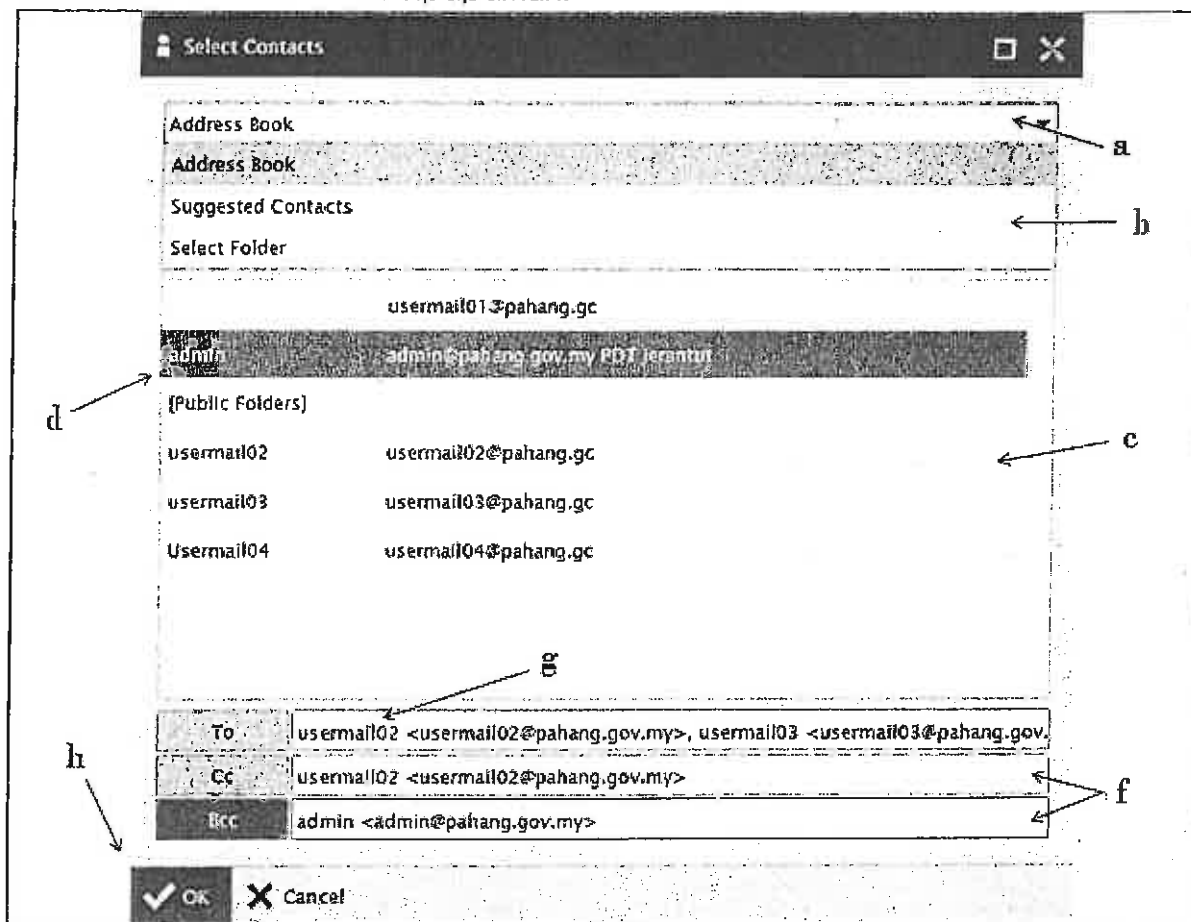 Select Contacts
Address Book
a
Address Book
Suggested Contacts
b
Select Folder
usermail01@pahang.gc
admin admin@pahang.gov.my PDT Jerantut
d
[Public Folders]
usermail02 usermail02@pahang.gc
c
usermail03 usermail03@pahang.gc
Usermail04 usermail04@pahang.gc
g
To usermail02 <usermail02@pahang.gov.my>, usermail03 <usermail03@pahang.gov.
h
Cc usermail02 <usermail02@pahang.gov.my>
f
Bcc admin <admin@pahang.gov.my>
OK Cancel